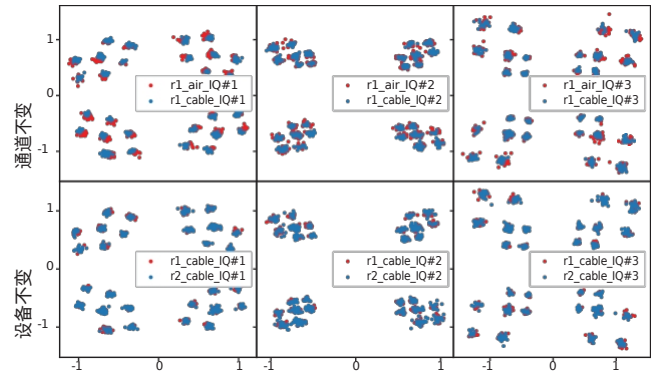 通道不变
1
0
-1
r1_air_IQ#1
r1_cable_IQ#1
r1_air_IQ#2
r1_cable_IQ#2
r1_air_IQ#3
r1_cable_IQ#3
设备不变
1
0
-1
r1_cable_IQ#1
r2_cable_IQ#1
r1_cable_IQ#2
r2_cable_IQ#2
r1_cable_IQ#3
r2_cable_IQ#3
-1 0 1 0 1 -1 0 1